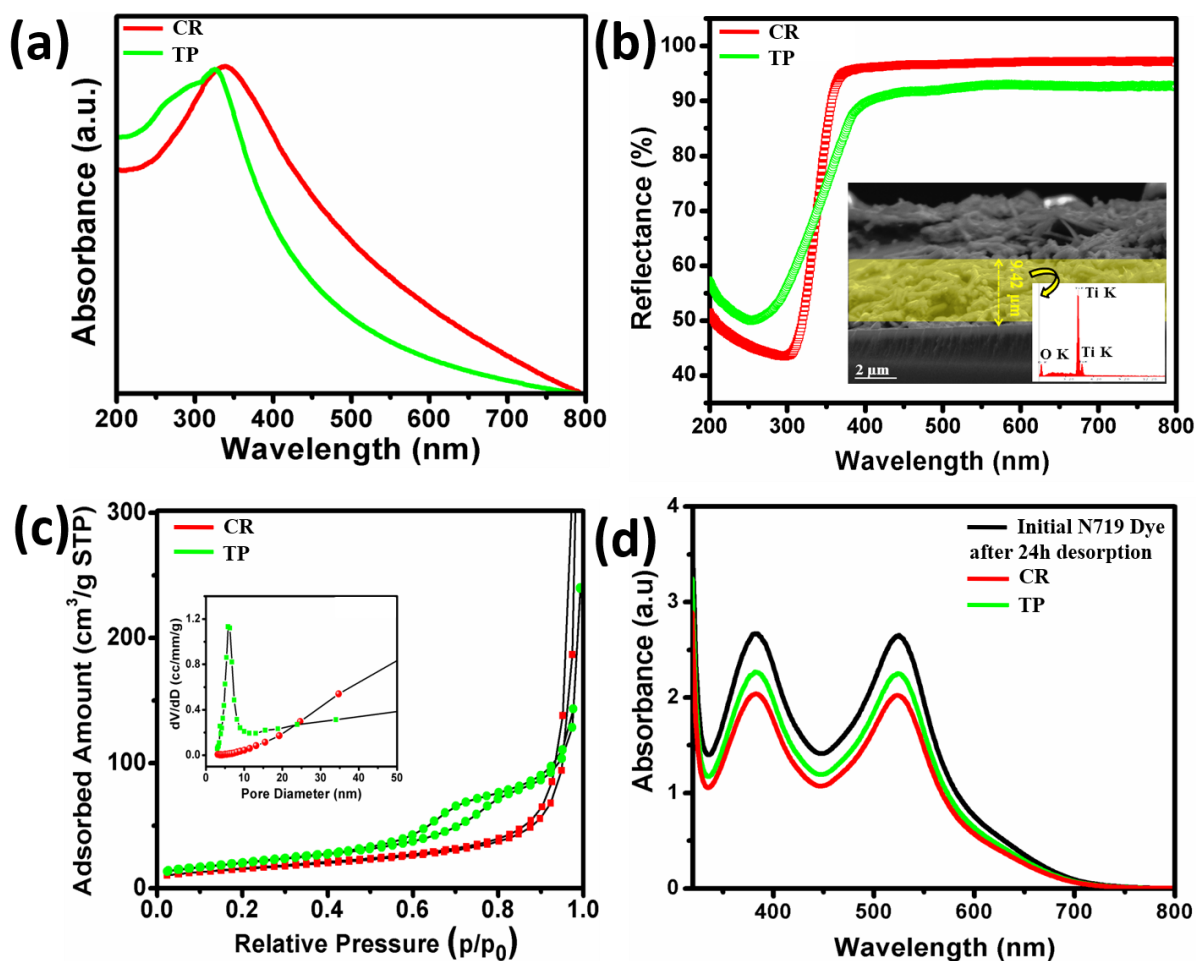 (a)
CR
TP
Absorbance (a.u.)
200 300 400 500 600 700 800
Wavelength (nm)
(b)
CR
TP
Reflectance (%)
100
90
80
70
60
50
40
9.42 µm
Ti K
O K
Ti K
2 µm
200 300 400 500 600 700 800
Wavelength (nm)
(c)
CR
TP
Adsorbed Amount (cm³/g STP)
300
200
100
0
dV/dD (cc/nm/g)
1.2
0.8
0.4
0.0
0 10 20 30 40 50
Pore Diameter (nm)
0.0 0.2 0.4 0.6 0.8 1.0
Relative Pressure (p/p₀)
(d)
Initial N719 Dye
after 24h desorption
CR
TP
Absorbance (a.u)
4
3
2
1
0
400 500 600 700 800
Wavelength (nm)